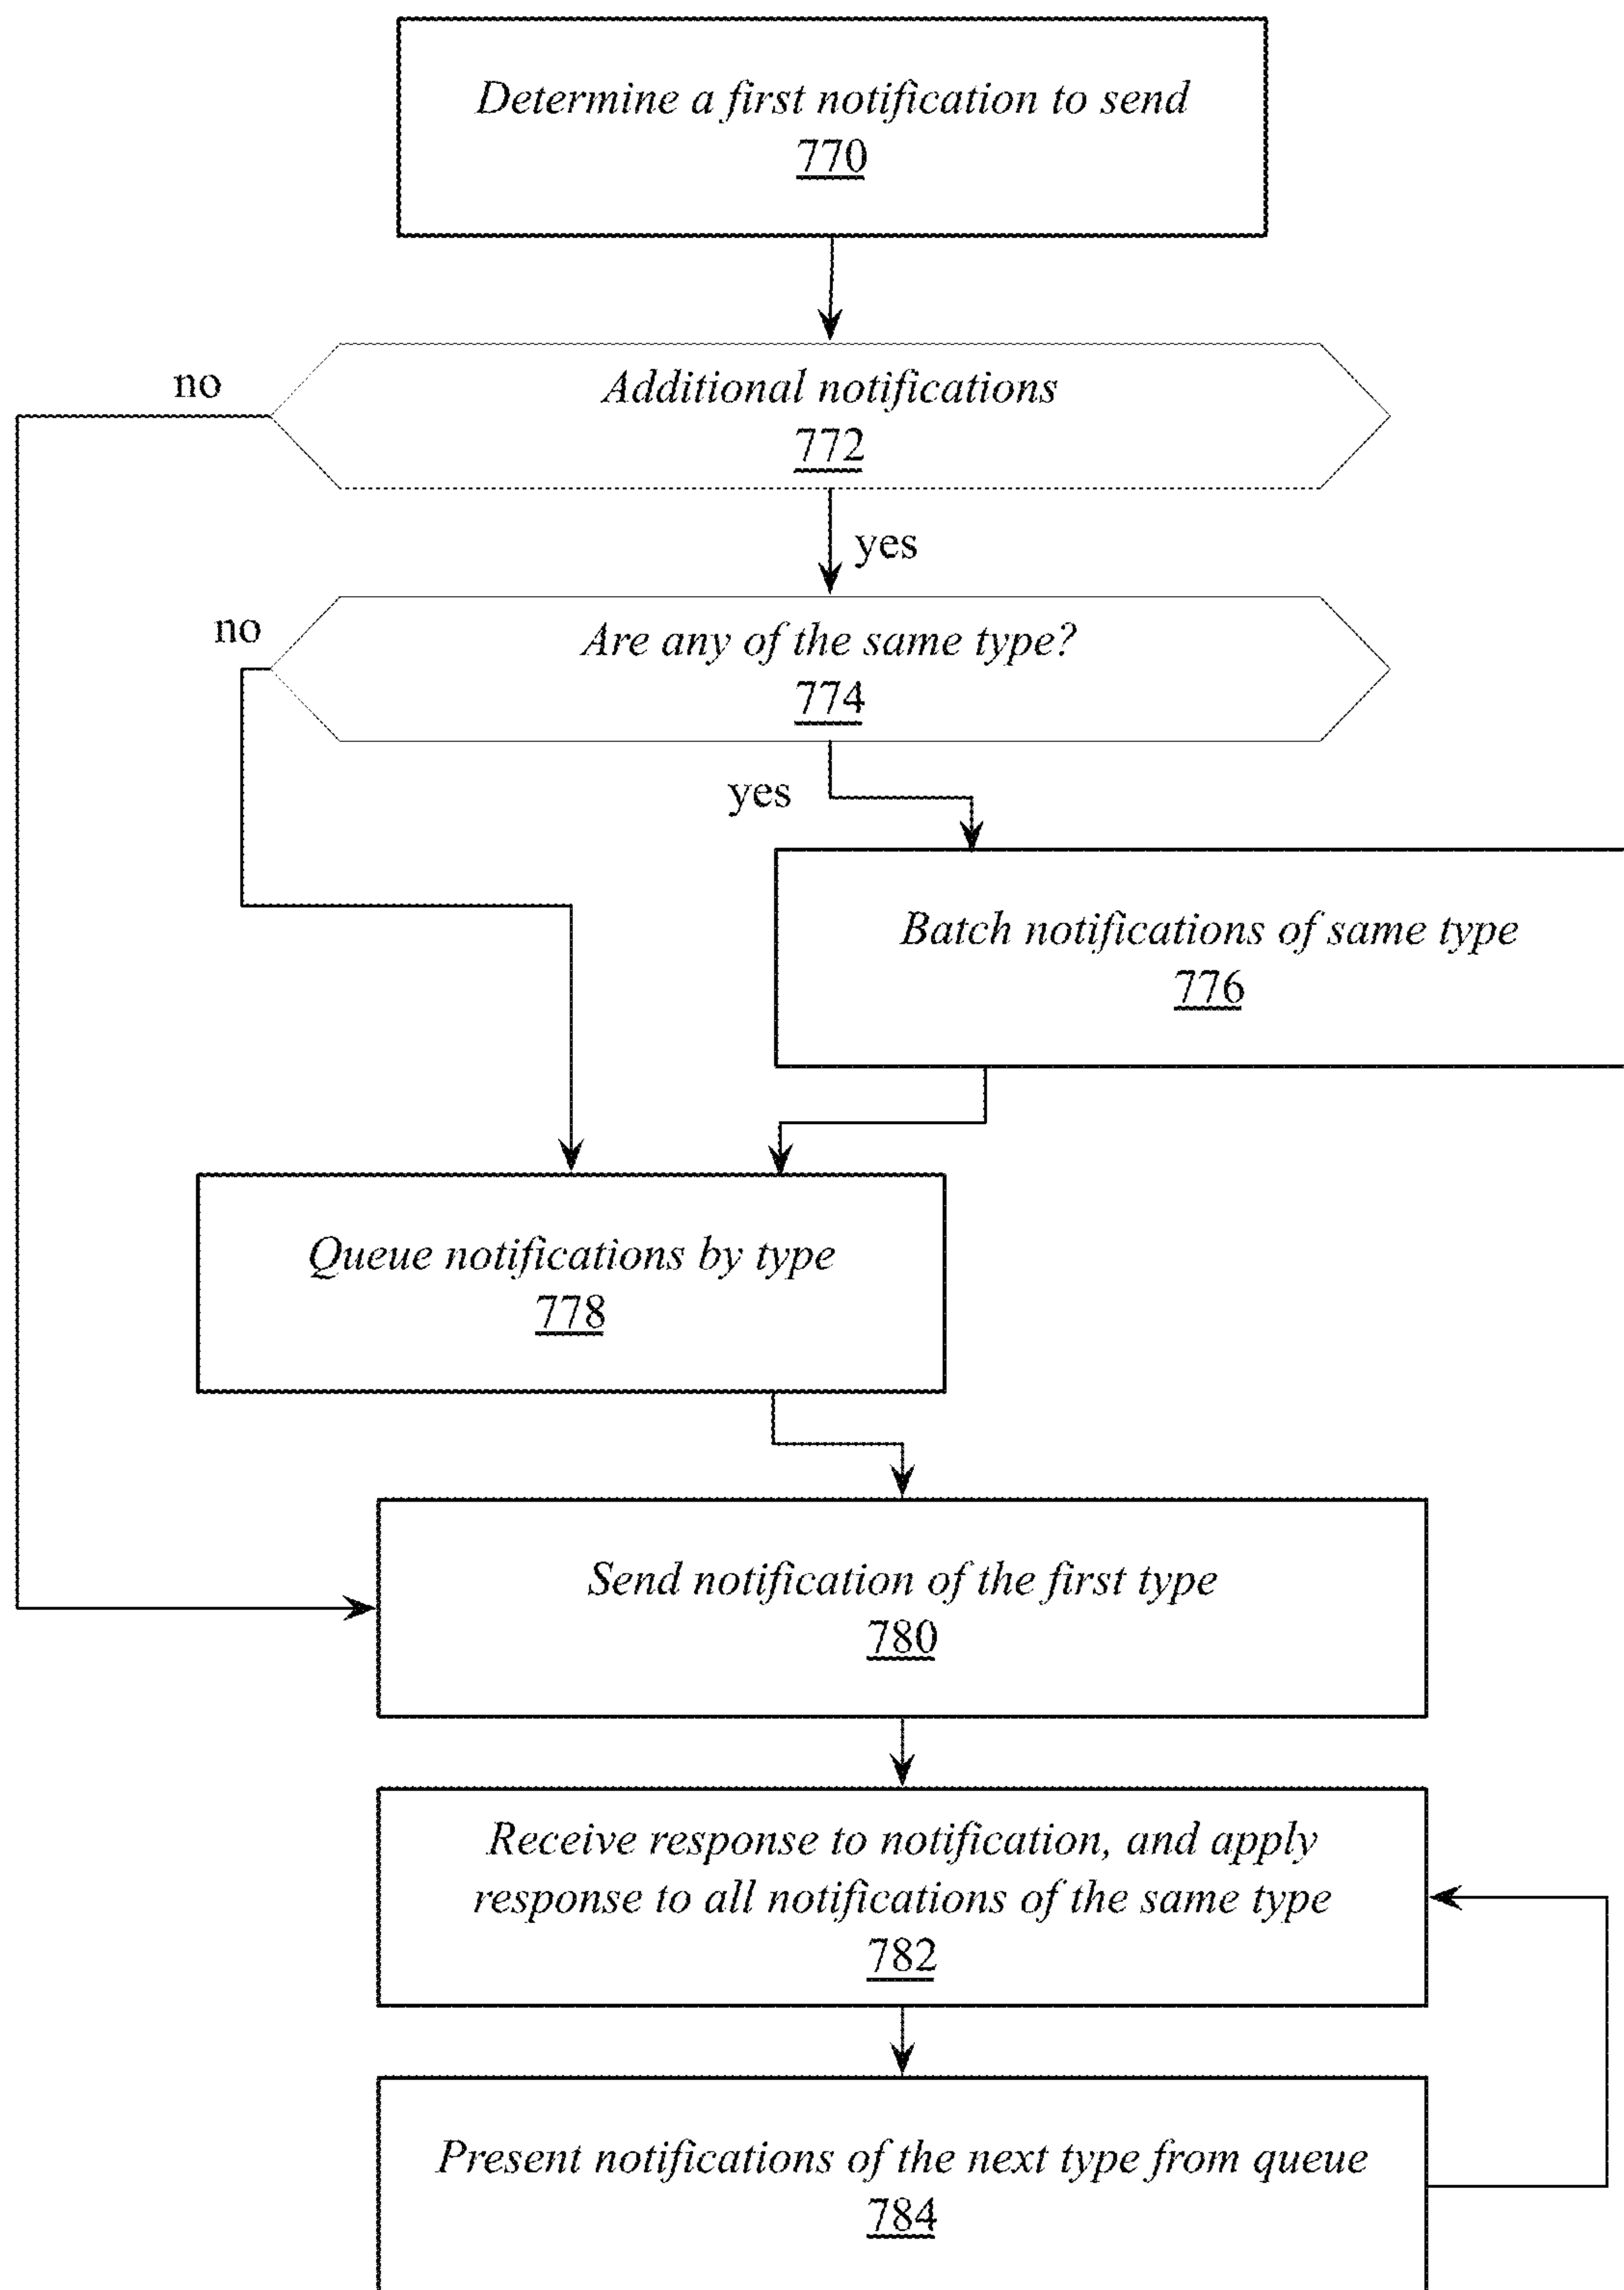 Determine a first notification to send
770
no
Additional notifications
772
yes
no
Are any of the same type?
774
yes
Batch notifications of same type
776
Queue notifications by type
778
Send notification of the first type
780
Receive response to notification, and apply
response to all notifications of the same type
782
Present notifications of the next type from queue
784